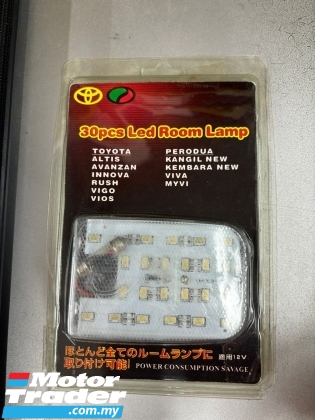 30pcs Led Room Lamp
TOYOTA PERODUA
ALTIS KANGIL NEW
AVANZAN KEMBARA NEW
INNOVA VIVA
RUSH MYVI
VIGO
VIOS
ほとんど全てのルームランプに
取り付け可能! 適用12V
POWER CONSUMPTION SAVAGE
Motor
Trader
.com.my